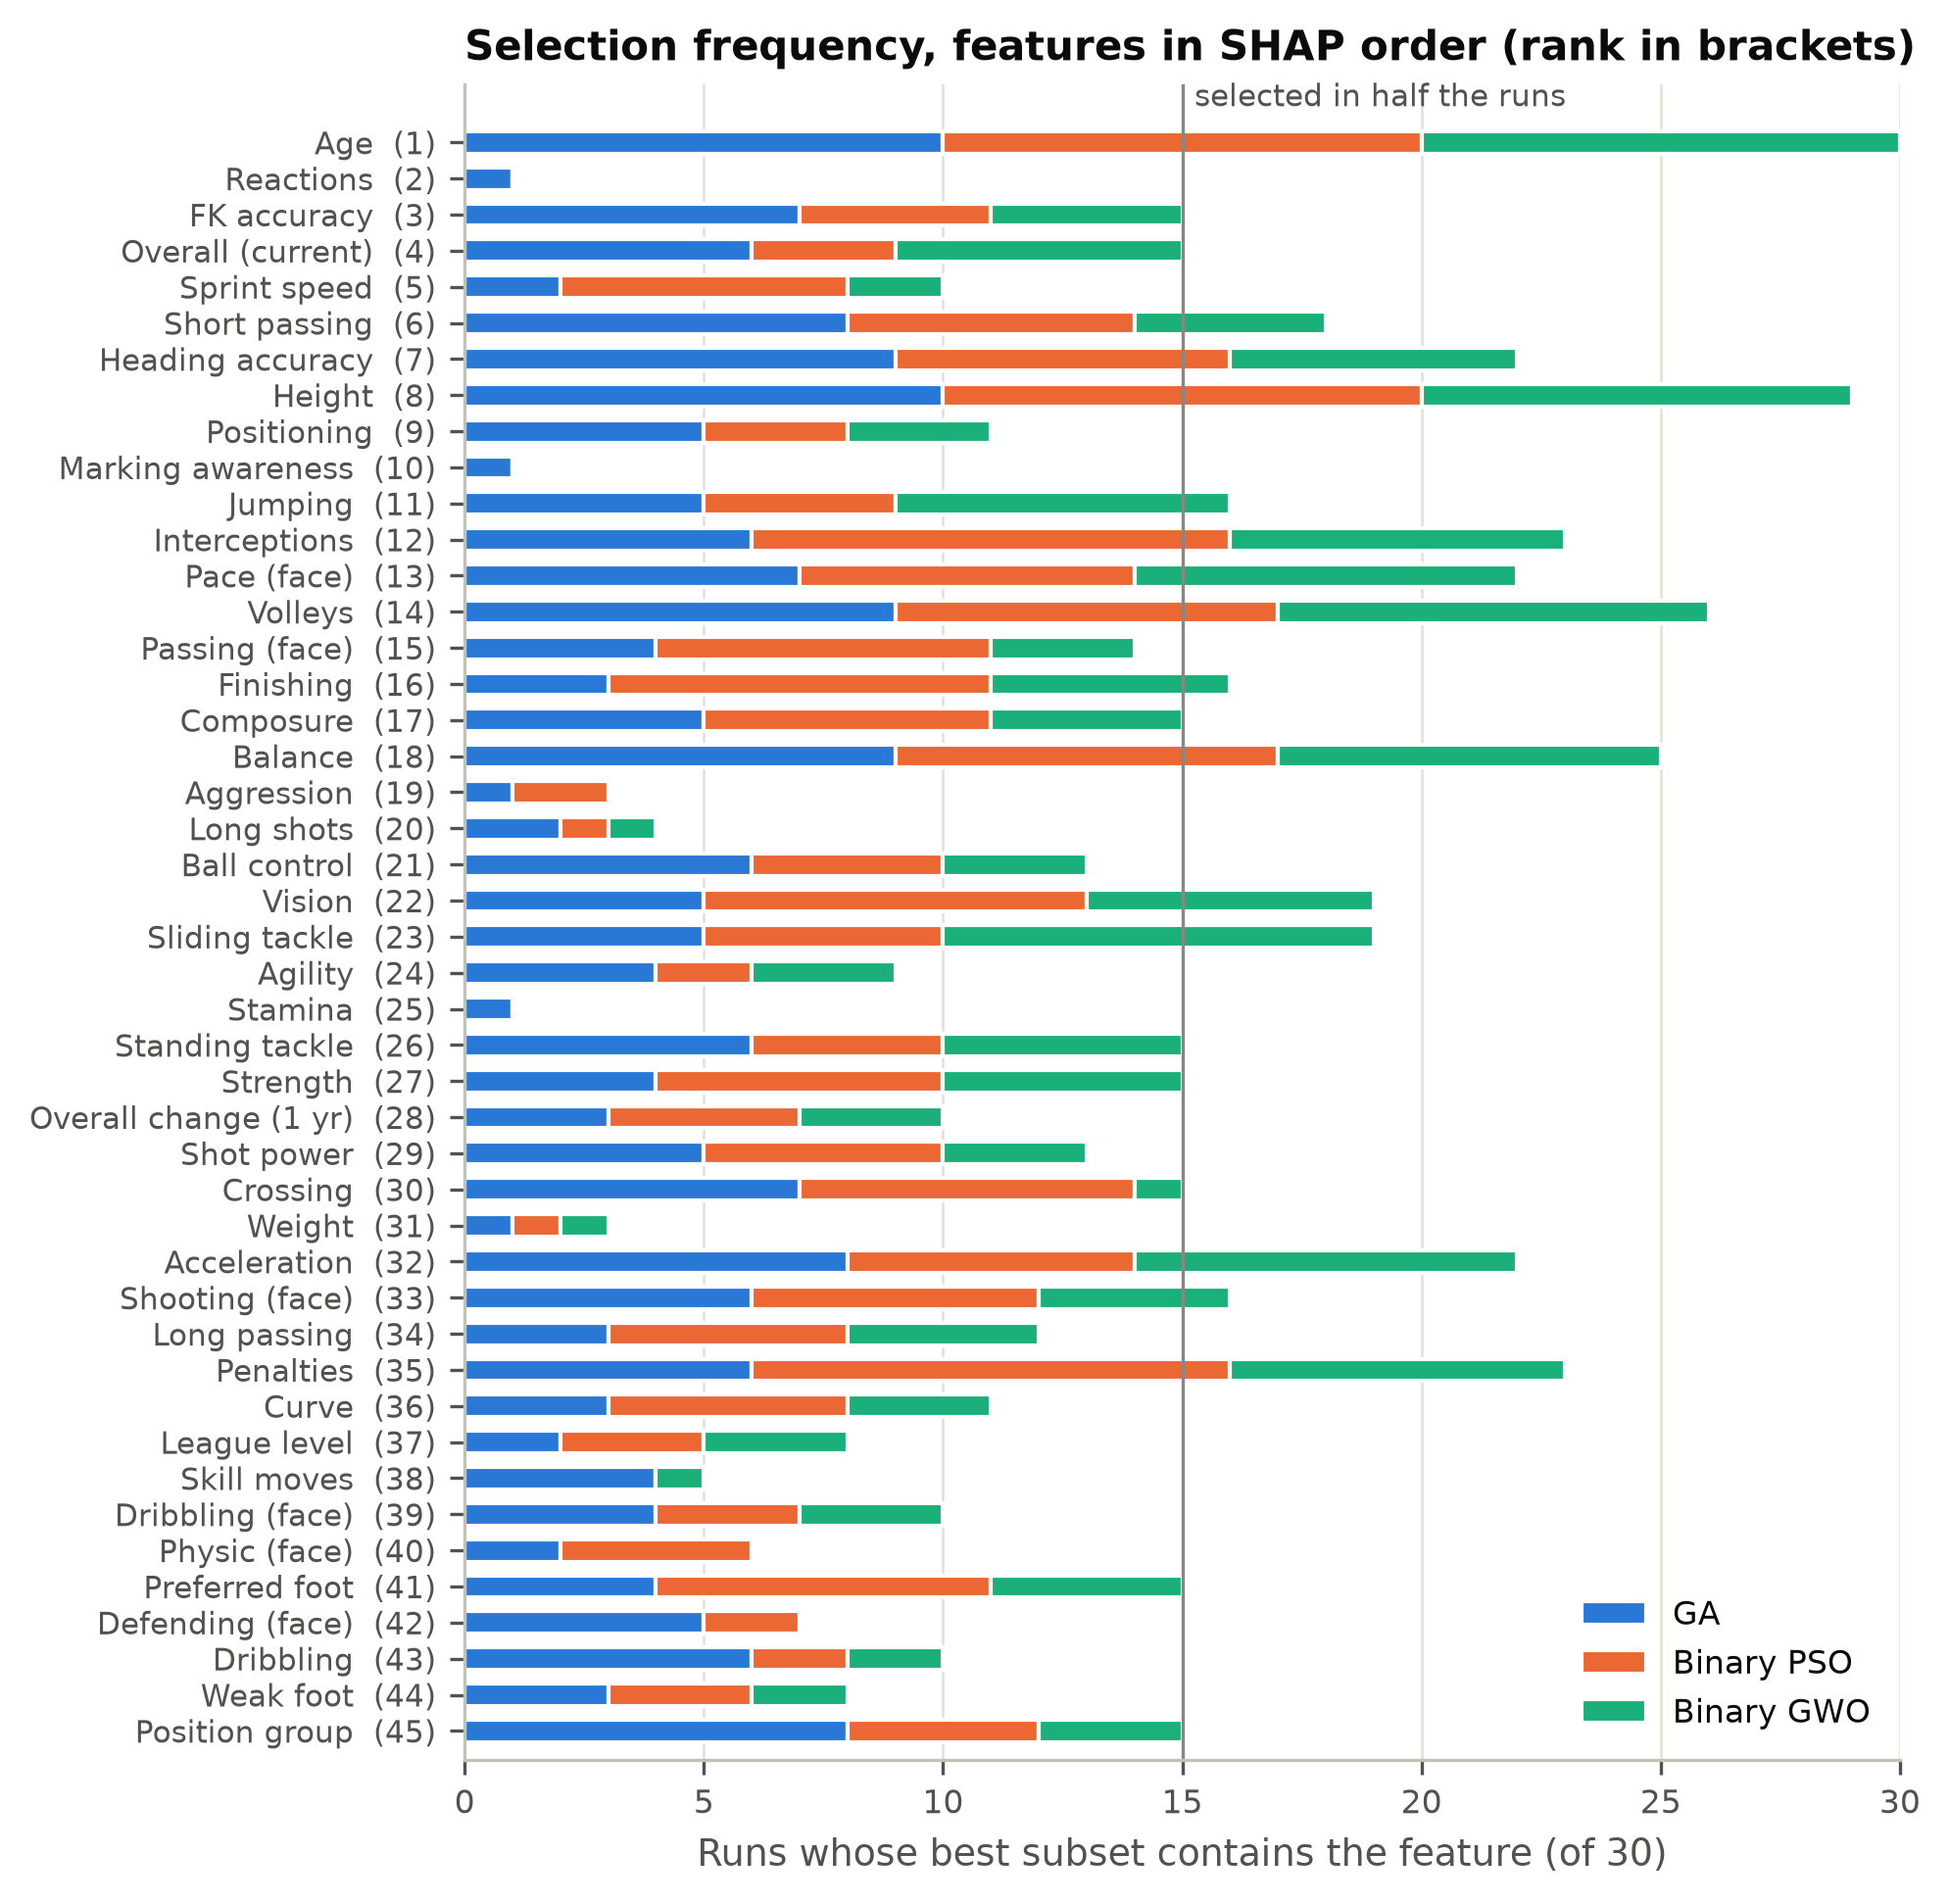 Selection frequency, features in SHAP order (rank in brackets)
selected in half the runs
Age (1)
Reactions (2)
FK accuracy (3)
Overall (current) (4)
Sprint speed (5)
Short passing (6)
Heading accuracy (7)
Height (8)
Positioning (9)
Marking awareness (10)
Jumping (11)
Interceptions (12)
Pace (face) (13)
Volleys (14)
Passing (face) (15)
Finishing (16)
Composure (17)
Balance (18)
Aggression (19)
Long shots (20)
Ball control (21)
Vision (22)
Sliding tackle (23)
Agility (24)
Stamina (25)
Standing tackle (26)
Strength (27)
Overall change (1 yr) (28)
Shot power (29)
Crossing (30)
Weight (31)
Acceleration (32)
Shooting (face) (33)
Long passing (34)
Penalties (35)
Curve (36)
League level (37)
Skill moves (38)
Dribbling (face) (39)
Physic (face) (40)
Preferred foot (41)
Defending (face) (42)
Dribbling (43)
Weak foot (44)
Position group (45)
GA
Binary PSO
Binary GWO
0 5 10 15 20 25 30
Runs whose best subset contains the feature (of 30)